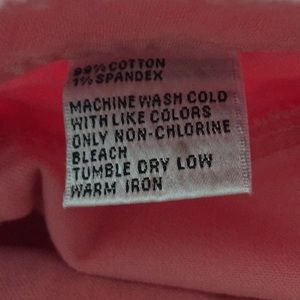 99% COTTON
1% SPANDEX
MACHINE WASH COLD
WITH LIKE COLORS
ONLY NON-CHLORINE
BLEACH
TUMBLE DRY LOW
WARM IRON